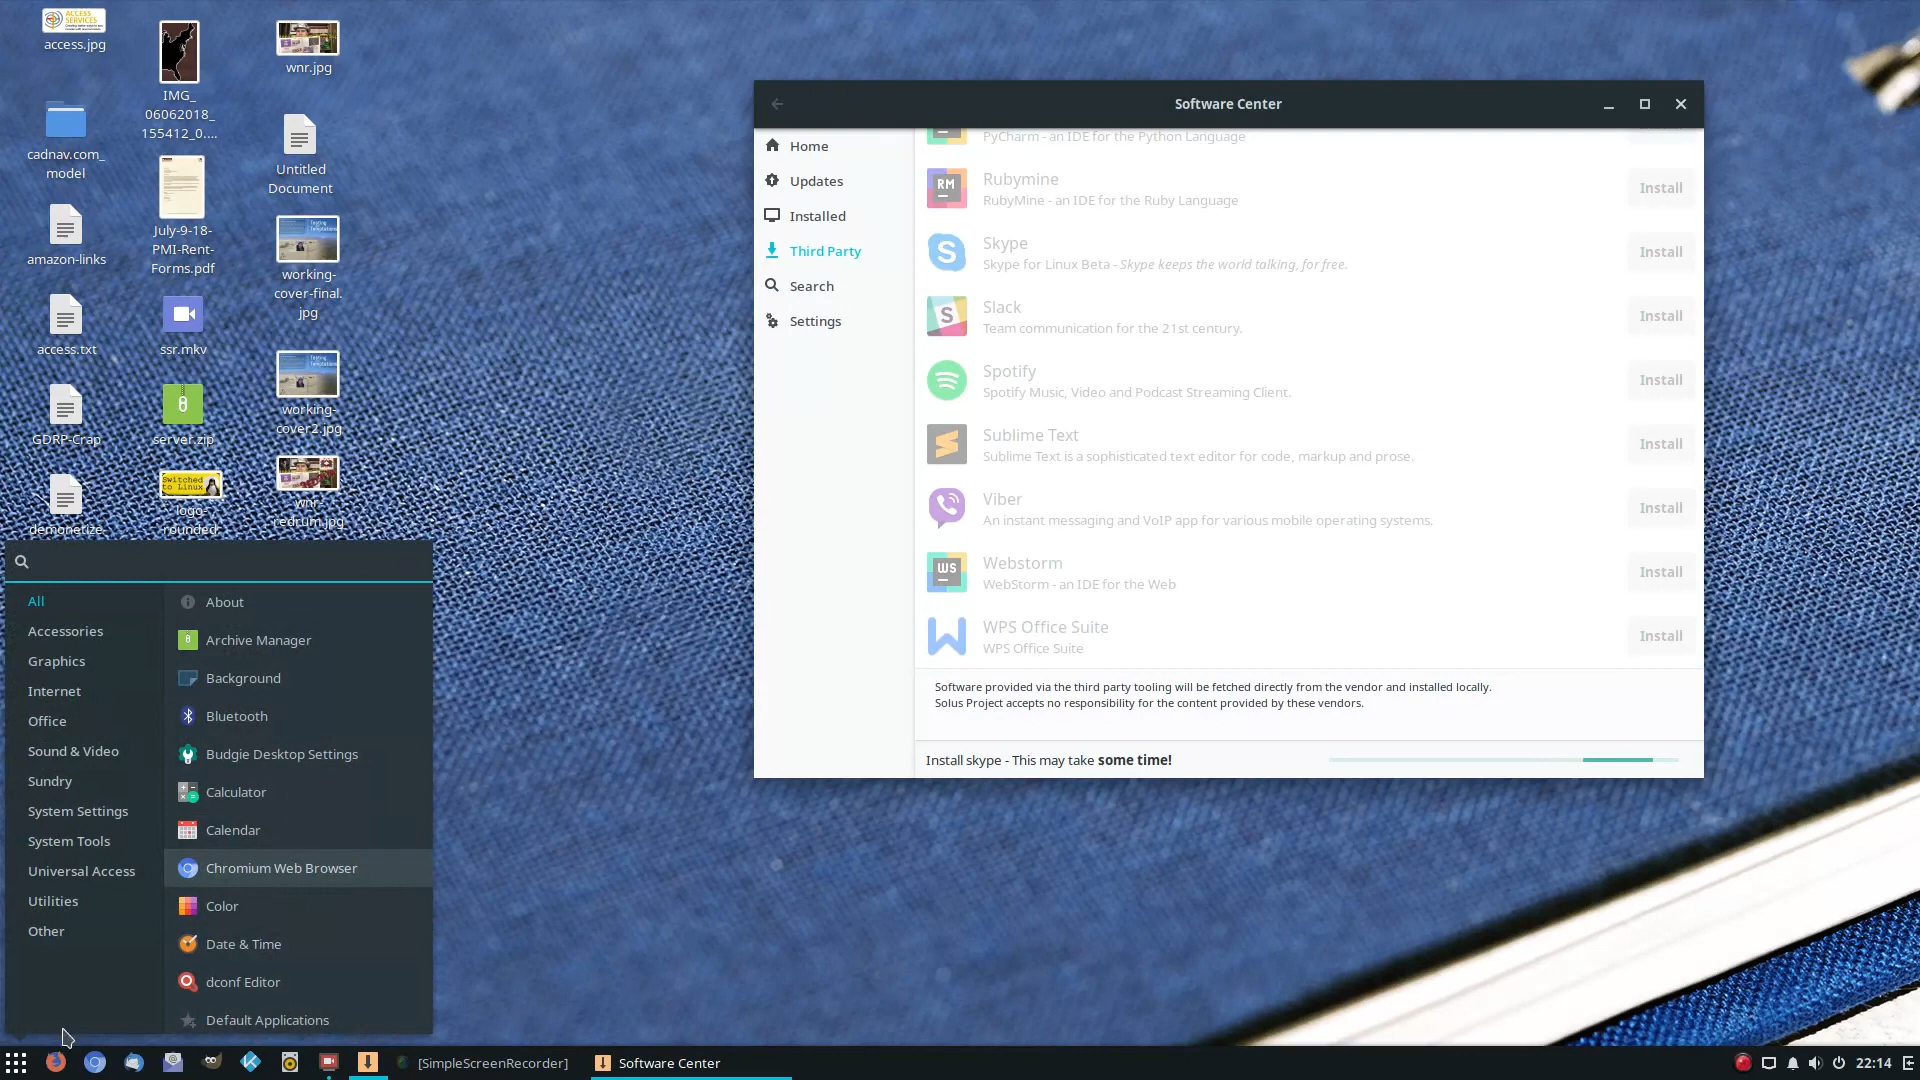 access.jpg
cadnav.com_
model
amazon-links
access.txt
GDRP-Crap
demonetize-
IMG_
06062018_
155412_0....
July-9-18-
PMI-Rent-
Forms.pdf
ssr.mkv
server.zip
Switched
to Linux
logo-
rounded
wnr.jpg
Untitled
Document
working-
cover-final.
jpg
working-
cover2.jpg
wnr-
redrum.jpg
ACCESS
SERVICES
Software Center
Home
Updates
Installed
Third Party
Search
Settings
PyCharm - an IDE for the Python Language
RM
Rubymine
RubyMine - an IDE for the Ruby Language
Install
Skype
Skype for Linux Beta - Skype keeps the world talking, for free.
Install
Slack
Team communication for the 21st century.
Install
Spotify
Spotify Music, Video and Podcast Streaming Client.
Install
Sublime Text
Sublime Text is a sophisticated text editor for code, markup and prose.
Install
Viber
An instant messaging and VoIP app for various mobile operating systems.
Install
WS
Webstorm
WebStorm - an IDE for the Web
Install
WPS Office Suite
WPS Office Suite
Install
Software provided via the third party tooling will be fetched directly from the vendor and installed locally.
Solus Project accepts no responsibility for the content provided by these vendors.
Install skype - This may take some time!
All
Accessories
Graphics
Internet
Office
Sound & Video
Sundry
System Settings
System Tools
Universal Access
Utilities
Other
About
Archive Manager
Background
Bluetooth
Budgie Desktop Settings
Calculator
Calendar
Chromium Web Browser
Color
Date & Time
dconf Editor
Default Applications
[SimpleScreenRecorder]
Software Center
22:14